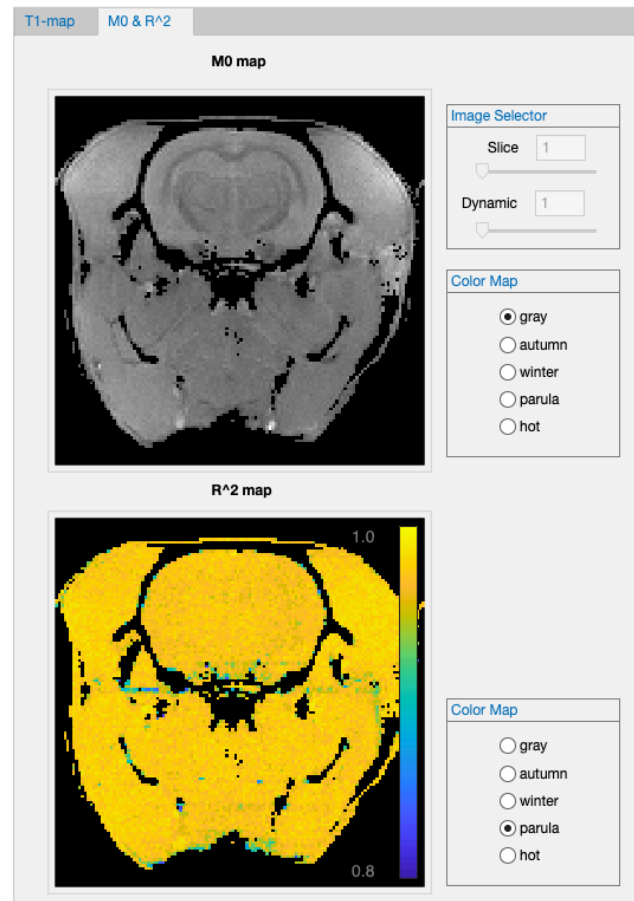 T1-map M0 & R^2
M0 map
Image Selector
Slice 1
Dynamic 1
Color Map
gray
autumn
winter
parula
hot
R^2 map
1.0
0.8
Color Map
gray
autumn
winter
parula
hot